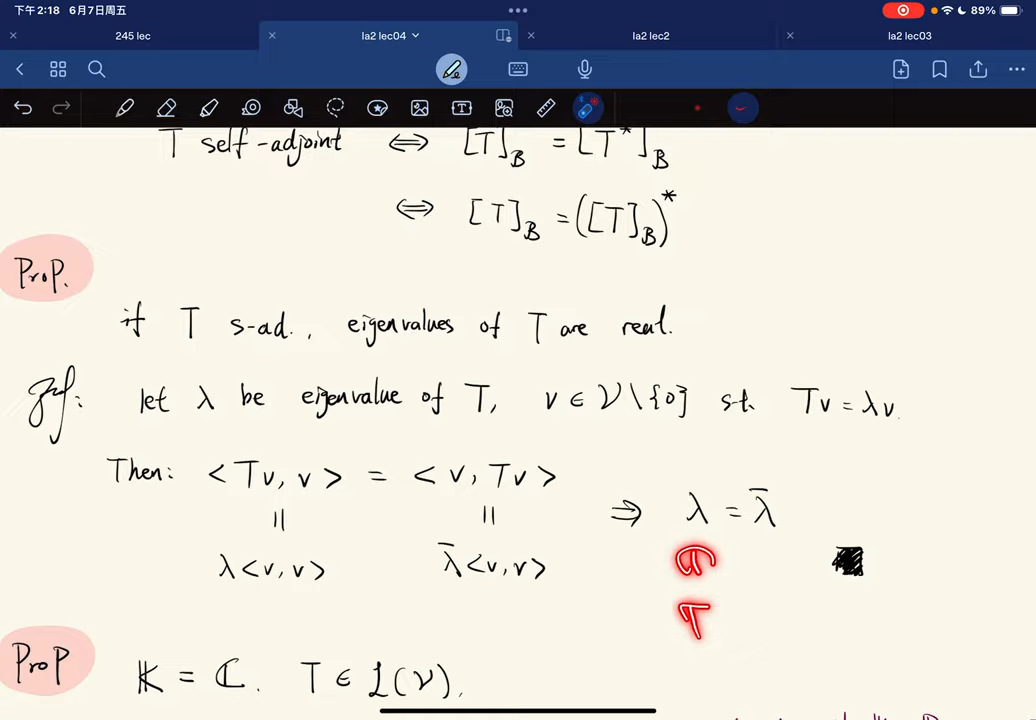 下午2:18 6月7日周五
89%
245 lec
la2 lec04
la2 lec2
la2 lec03
T self-adjoint ⟺ [T]_B = [T*]_B
⟺ [T]_B = ([T]_B)*
Prop.
if T s-ad., eigenvalues of T are real.
pf: let λ be eigenvalue of T, v ∈ V\{0} st. Tv = λv.
Then: <Tv, v> = <v, Tv>
|| ||
λ<v, v> λ̄<v, v>
⇒ λ = λ̄
Prop
𝕂 = ℂ. T ∈ L(V).